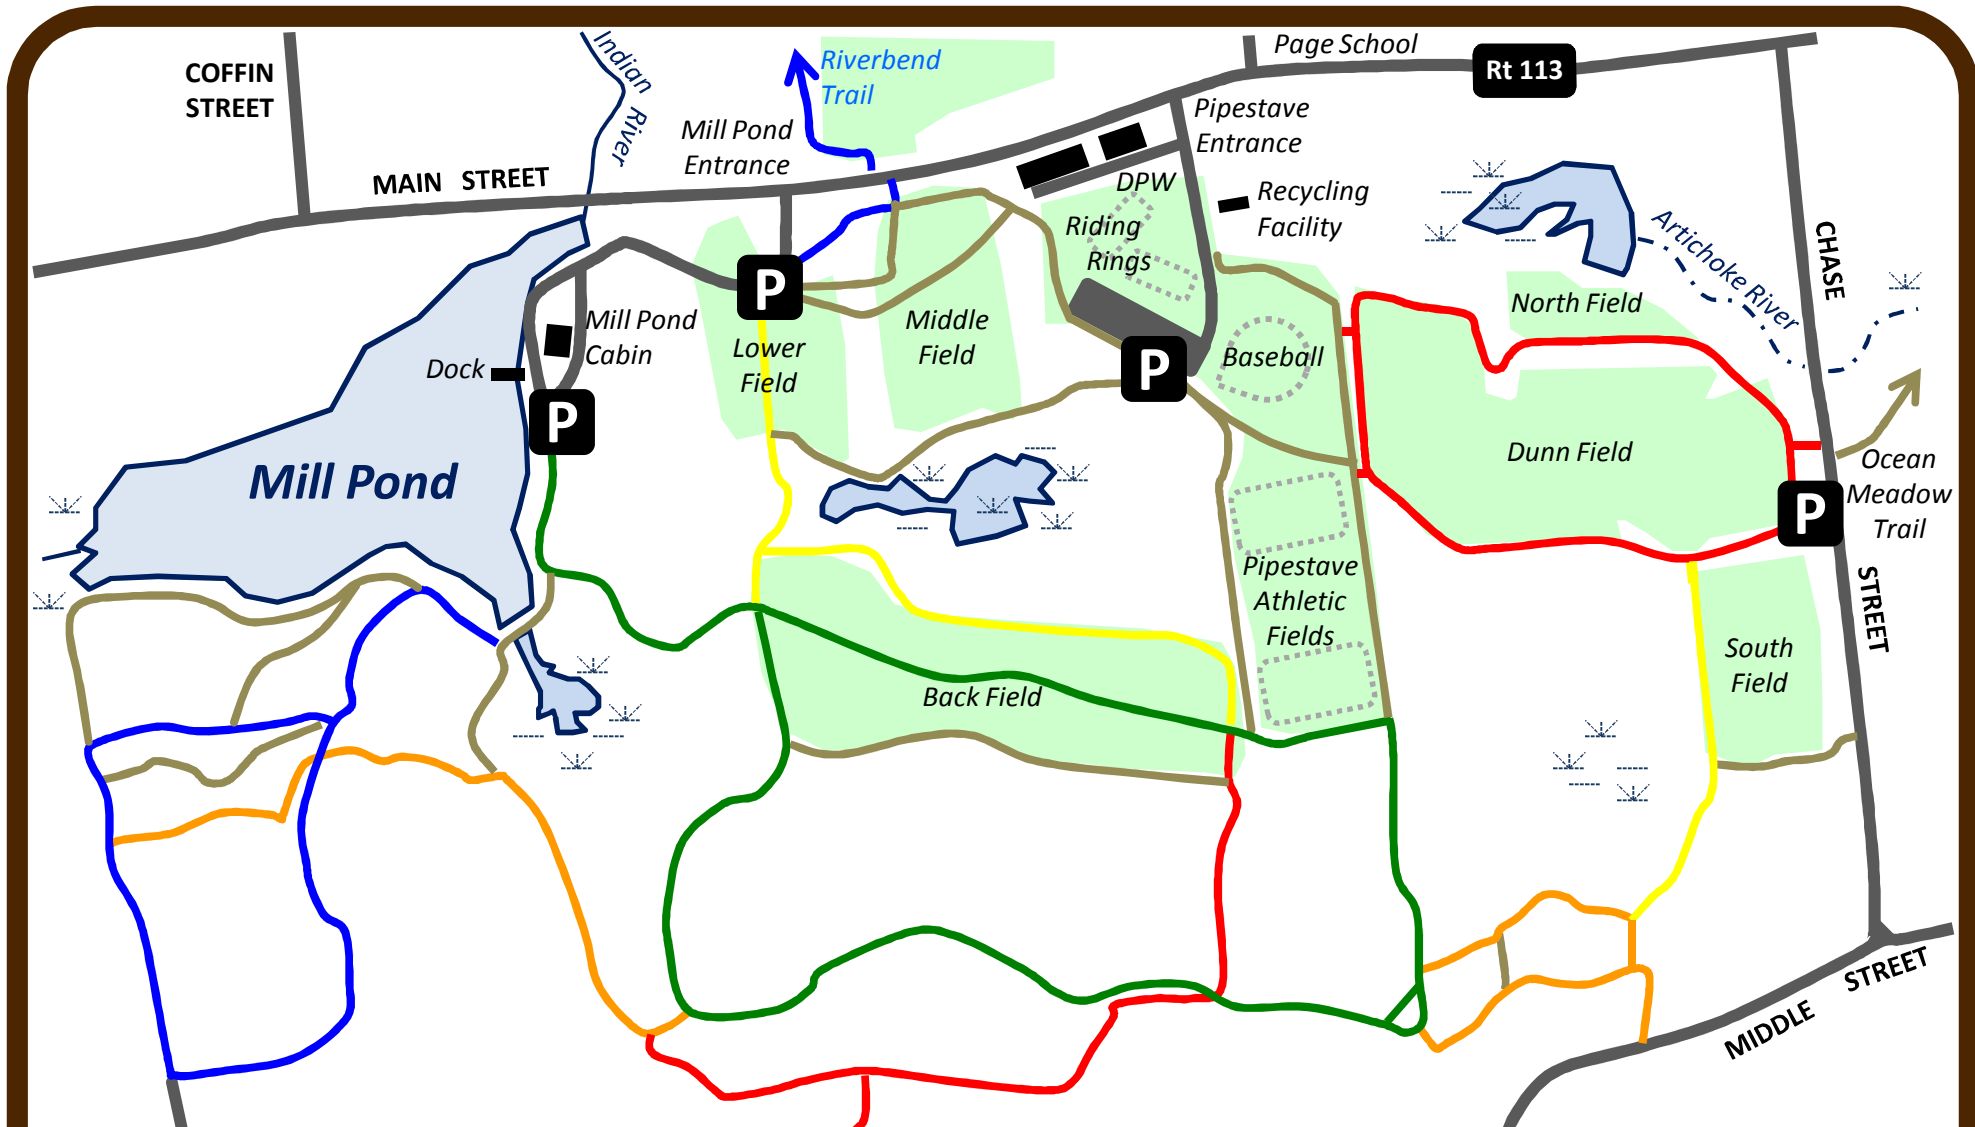 COFFIN
STREET
Indian
River
Riverbend
Trail
Page School
Rt 113
Mill Pond
Entrance
Pipestave
Entrance
MAIN STREET
DPW
Recycling
Facility
Riding
Rings
Artichoke River
CHASE
STREET
P
North Field
Mill Pond
Cabin
Dock
Lower
Field
Middle
Field
Baseball
P
P
Mill Pond
Dunn Field
Ocean
Meadow
Trail
P
Pipestave
Athletic
Fields
South
Field
Back Field
MIDDLE STREET